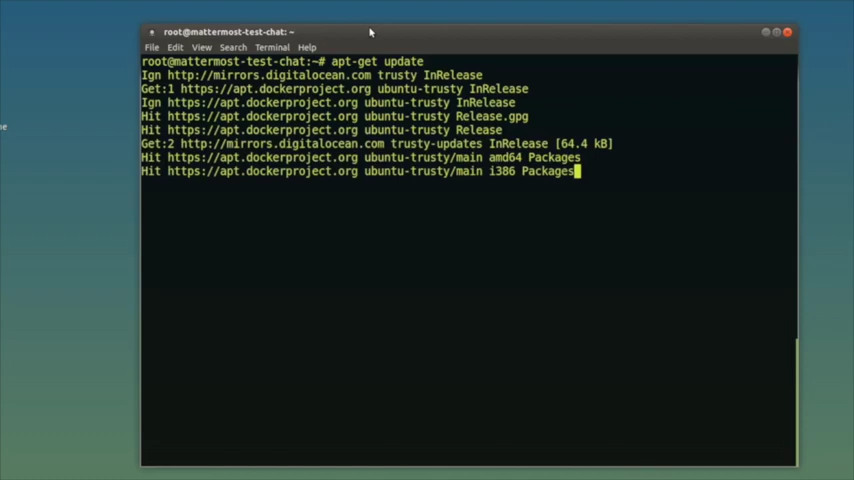 root@mattermost-test-chat: ~
File Edit View Search Terminal Help
root@mattermost-test-chat:~# apt-get update
Ign http://mirrors.digitalocean.com trusty InRelease
Get:1 https://apt.dockerproject.org ubuntu-trusty InRelease
Ign https://apt.dockerproject.org ubuntu-trusty InRelease
Hit https://apt.dockerproject.org ubuntu-trusty Release.gpg
Hit https://apt.dockerproject.org ubuntu-trusty Release
Get:2 http://mirrors.digitalocean.com trusty-updates InRelease [64.4 kB]
Hit https://apt.dockerproject.org ubuntu-trusty/main amd64 Packages
Hit https://apt.dockerproject.org ubuntu-trusty/main i386 Packages